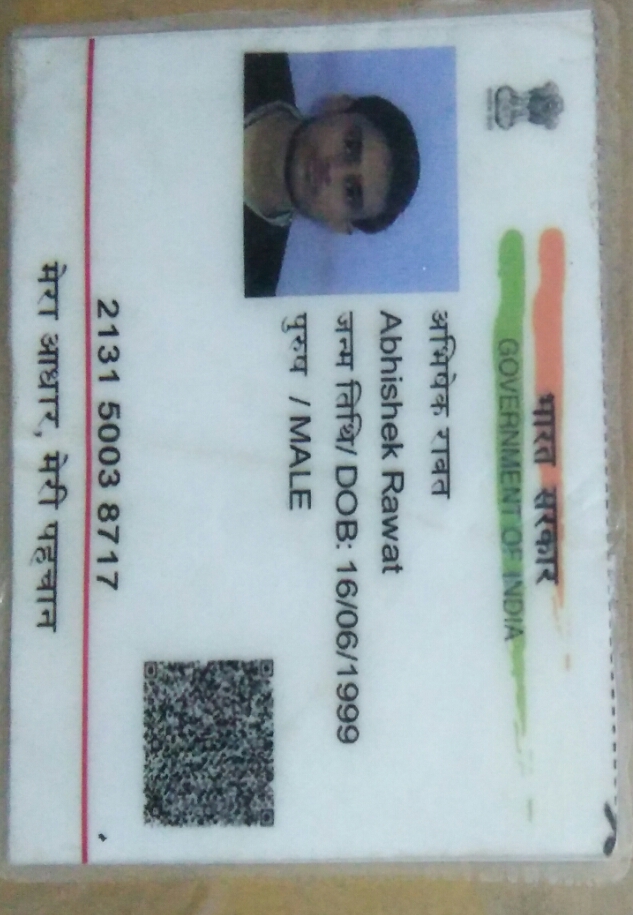 भारत सरकार
GOVERNMENT OF INDIA
अभिषेक रावत
Abhishek Rawat
जन्म तिथि/ DOB: 16/06/1999
पुरुष / MALE
2131 5003 8717
मेरा आधार, मेरी पहचान